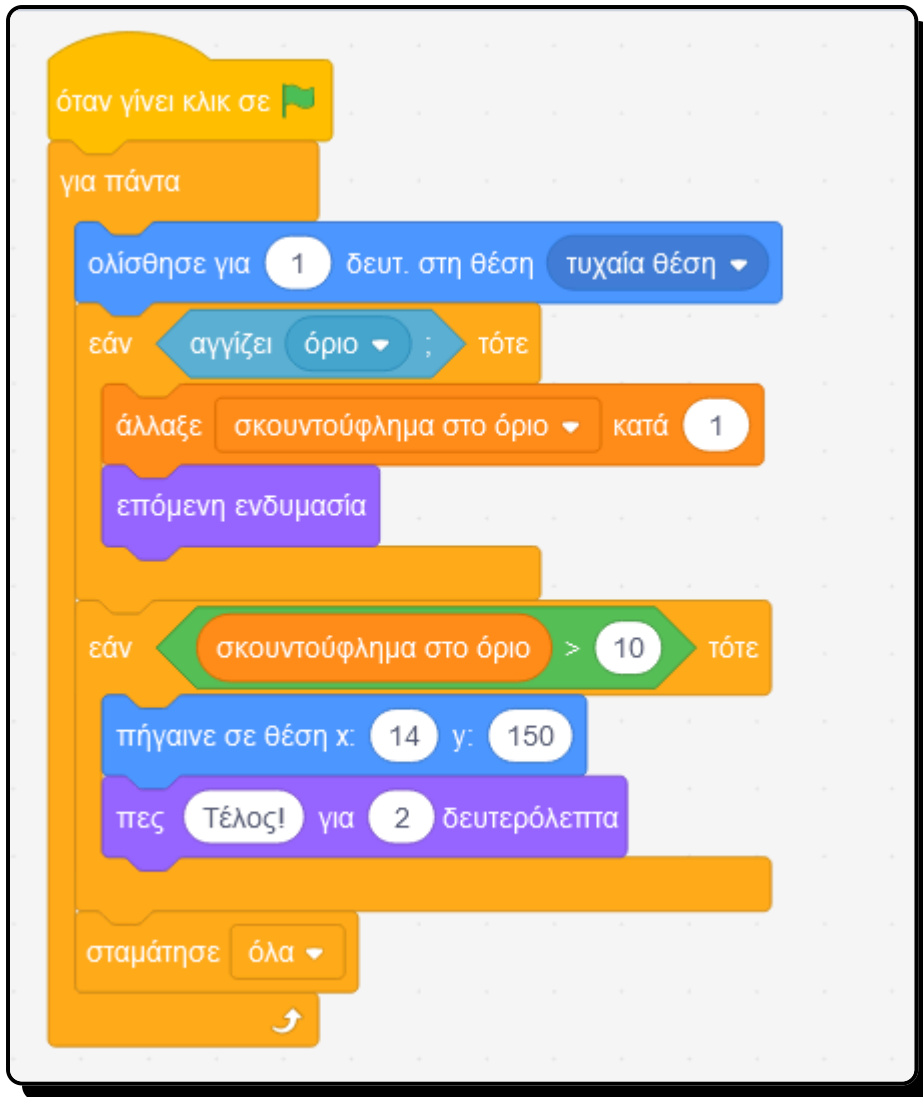 όταν γίνει κλικ σε
για πάντα
ολίσθησε για 1 δευτ. στη θέση τυχαία θέση
εάν αγγίζει όριο ; τότε
άλλαξε σκουντούφλημα στο όριο κατά 1
επόμενη ενδυμασία
εάν σκουντούφλημα στο όριο > 10 τότε
πήγαινε σε θέση x: 14 y: 150
πες Τέλος! για 2 δευτερόλεπτα
σταμάτησε όλα